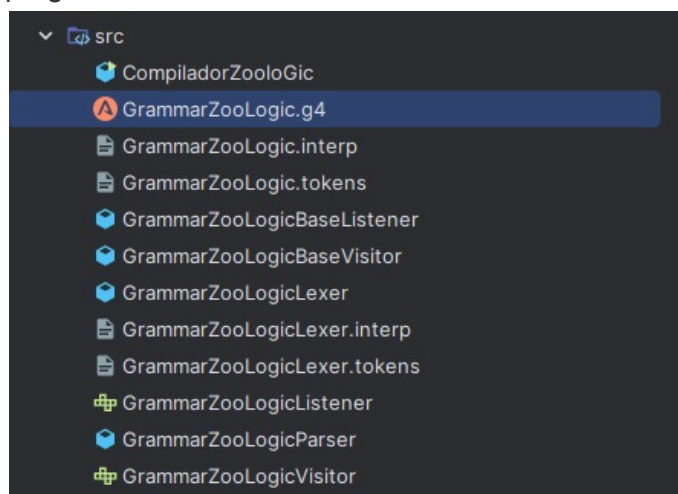 src
CompiladorZooloGic
GrammarZooLogic.g4
GrammarZooLogic.interp
GrammarZooLogic.tokens
GrammarZooLogicBaseListener
GrammarZooLogicBaseVisitor
GrammarZooLogicLexer
GrammarZooLogicLexer.interp
GrammarZooLogicLexer.tokens
GrammarZooLogicListener
GrammarZooLogicParser
GrammarZooLogicVisitor